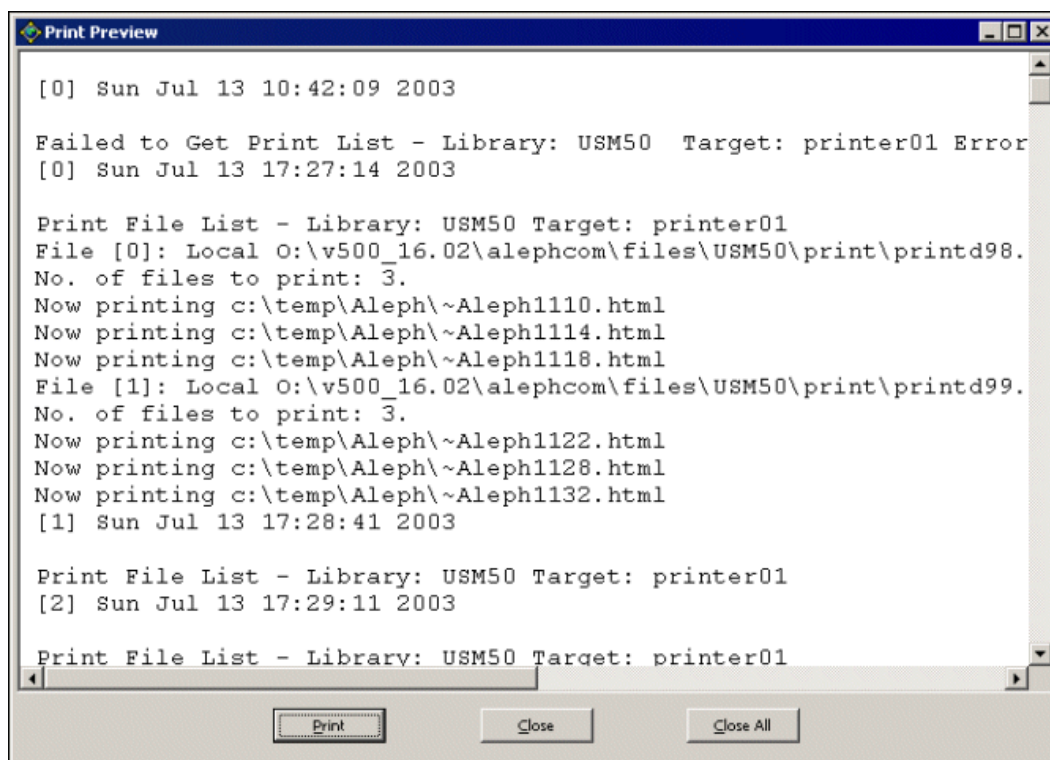 Print Preview
[0] Sun Jul 13 10:42:09 2003
Failed to Get Print List - Library: USM50  Target: printer01 Error
[0] Sun Jul 13 17:27:14 2003
Print File List - Library: USM50 Target: printer01
File [0]: Local O:\v500_16.02\alephcom\files\USM50\print\printd98.
No. of files to print: 3.
Now printing c:\temp\Aleph\~Aleph1110.html
Now printing c:\temp\Aleph\~Aleph1114.html
Now printing c:\temp\Aleph\~Aleph1118.html
File [1]: Local O:\v500_16.02\alephcom\files\USM50\print\printd99.
No. of files to print: 3.
Now printing c:\temp\Aleph\~Aleph1122.html
Now printing c:\temp\Aleph\~Aleph1128.html
Now printing c:\temp\Aleph\~Aleph1132.html
[1] Sun Jul 13 17:28:41 2003
Print File List - Library: USM50 Target: printer01
[2] Sun Jul 13 17:29:11 2003
Print File List - Library: USM50 Target: printer01
Print Close Close All